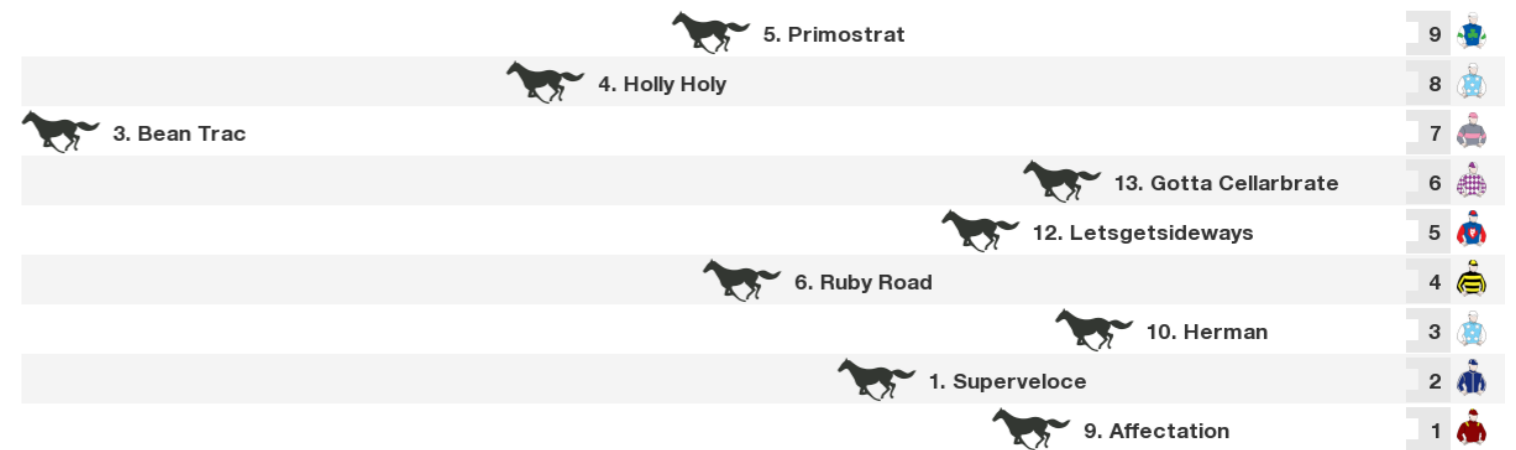 5. Primostrat 9
4. Holly Holy 8
3. Bean Trac 7
13. Gotta Cellarbrate 6
12. Letsgetsideways 5
6. Ruby Road 4
10. Herman 3
1. Superveloce 2
9. Affectation 1